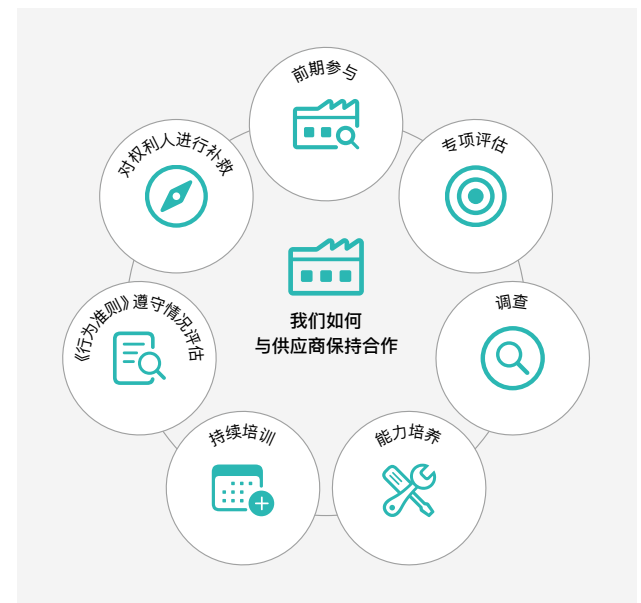 前期参与
专项评估
调查
能力培养
持续培训
《行为准则》遵守情况评估
对权利人进行补救
我们如何
与供应商保持合作